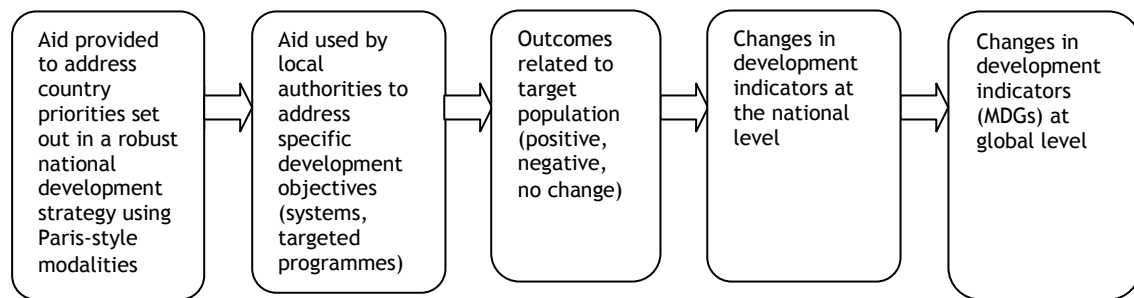 Aid provided
to address
country
priorities set
out in a robust
national
development
strategy using
Paris-style
modalities
Aid used by
local
authorities to
address
specific
development
objectives
(systems,
targeted
programmes)
Outcomes
related to
target
population
(positive,
negative,
no change)
Changes in
development
indicators at
the national
level
Changes in
development
indicators
(MDGs) at
global level